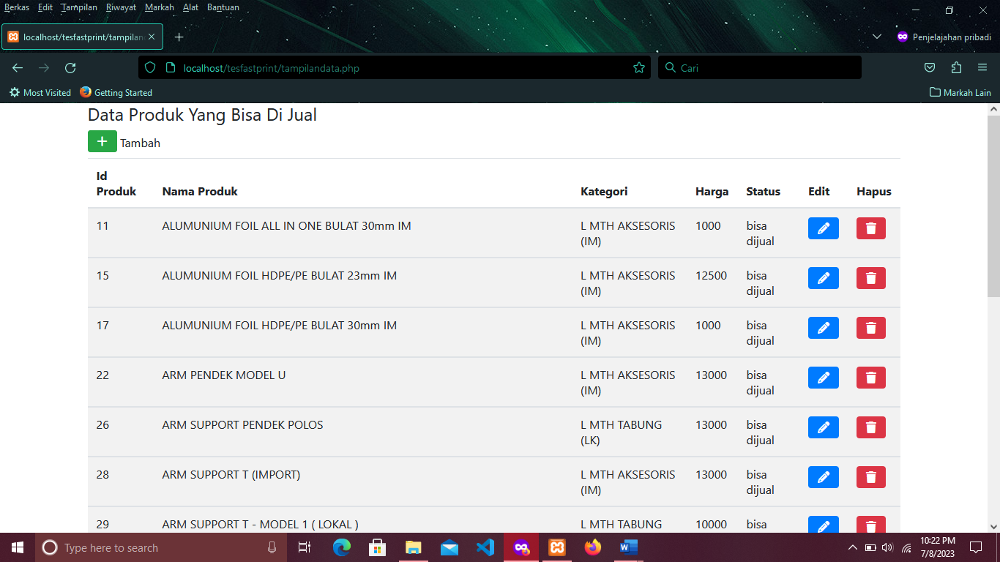 Berkas Edit Tampilan Riwayat Markah Alat Bantuan
localhost/tesfastprint/tampilan
Penjelajahan pribadi
localhost/tesfastprint/tampilandata.php
Cari
Most Visited Getting Started Markah Lain
Data Produk Yang Bisa Di Jual
Tambah
Id
Produk Nama Produk Kategori Harga Status Edit Hapus
11 ALUMUNIUM FOIL ALL IN ONE BULAT 30mm IM L MTH AKSESORIS 1000 bisa
(IM) dijual
15 ALUMUNIUM FOIL HDPE/PE BULAT 23mm IM L MTH AKSESORIS 12500 bisa
(IM) dijual
17 ALUMUNIUM FOIL HDPE/PE BULAT 30mm IM L MTH AKSESORIS 1000 bisa
(IM) dijual
22 ARM PENDEK MODEL U L MTH AKSESORIS 13000 bisa
(IM) dijual
26 ARM SUPPORT PENDEK POLOS L MTH TABUNG 13000 bisa
(LK) dijual
28 ARM SUPPORT T (IMPORT) L MTH AKSESORIS 13000 bisa
(IM) dijual
29 ARM SUPPORT T - MODEL 1 ( LOKAL ) L MTH TABUNG 10000 bisa
Type here to search
10:22 PM
7/8/2023